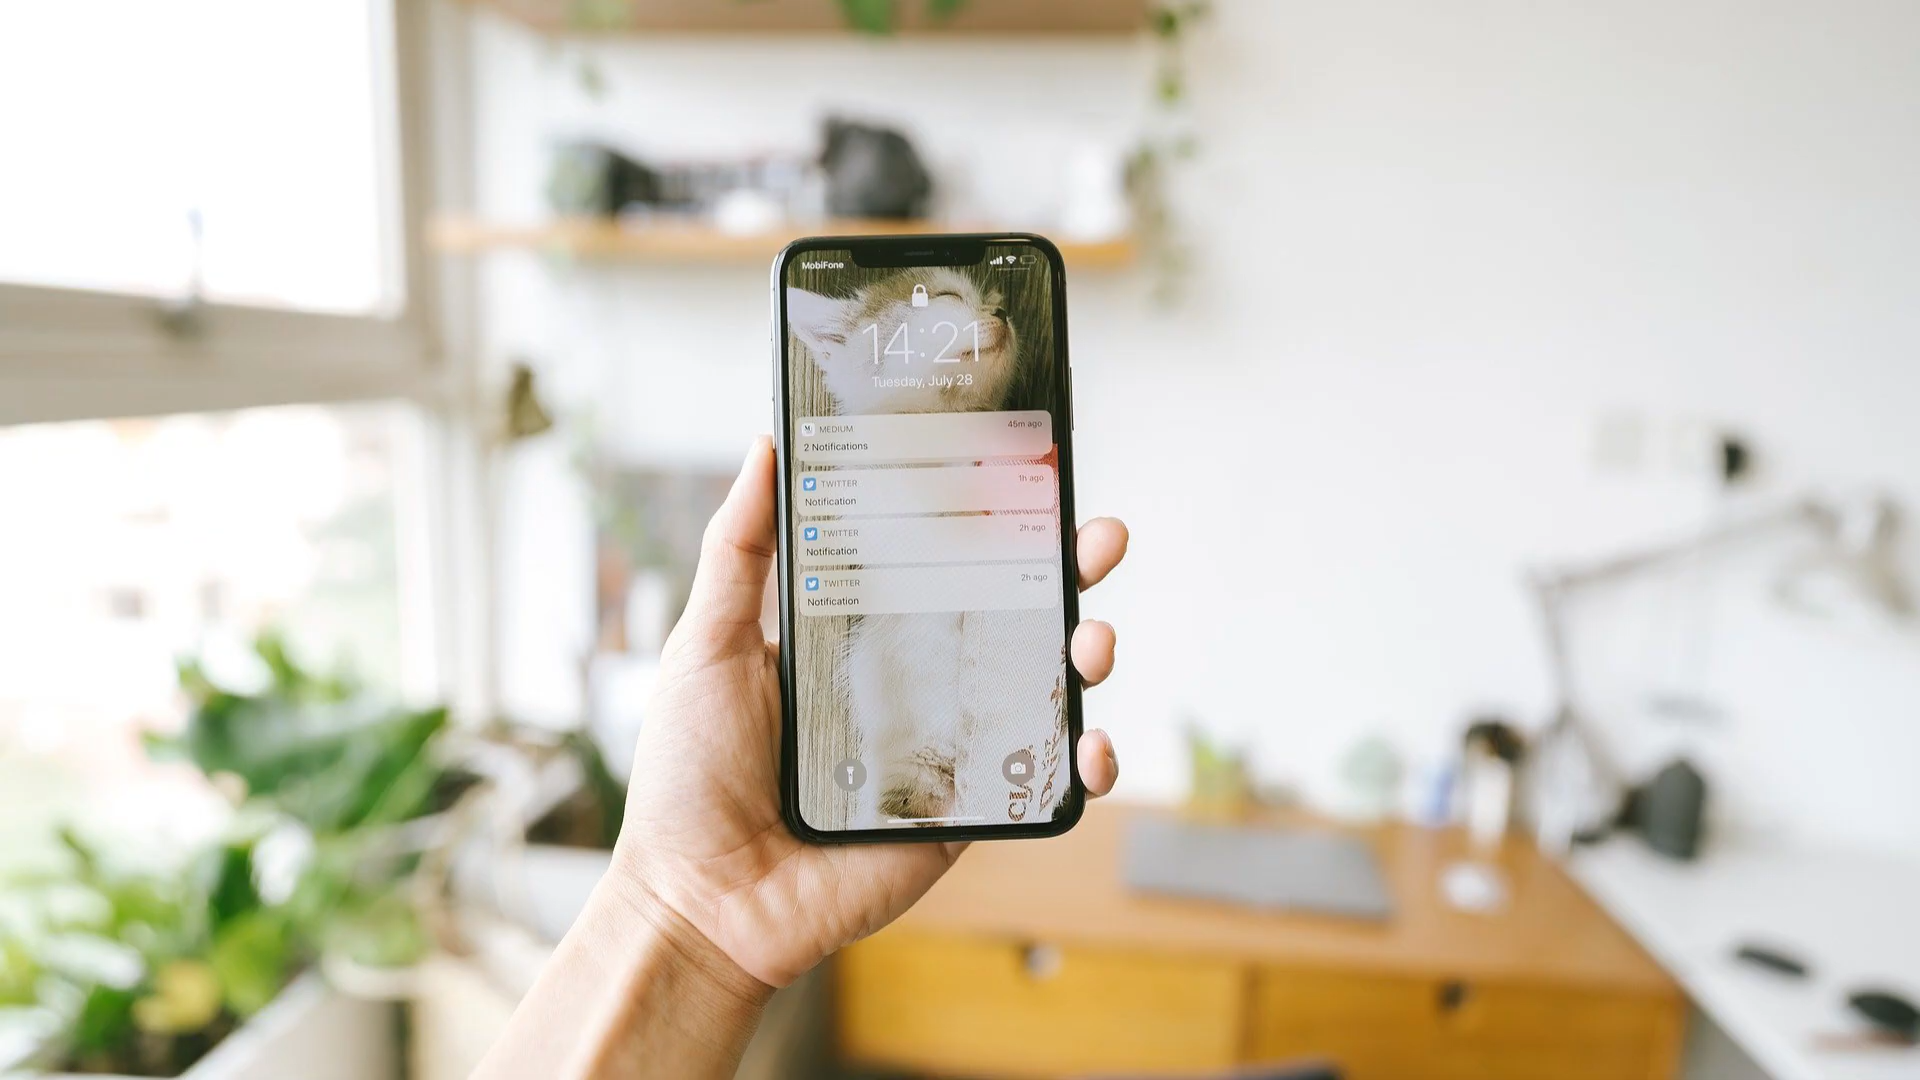 MobiFone
14:21
Tuesday, July 28
MEDIUM 45m ago
2 Notifications
TWITTER 1h ago
Notification
TWITTER 2h ago
Notification
TWITTER 2h ago
Notification